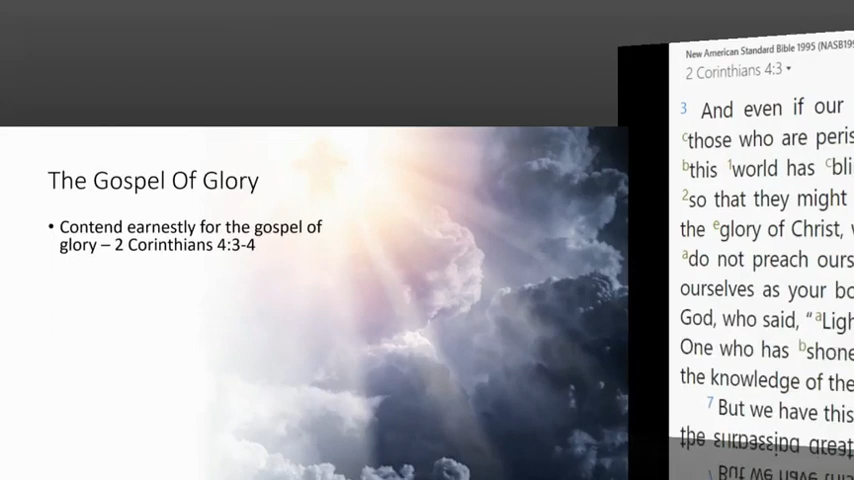 The Gospel Of Glory
• Contend earnestly for the gospel of
glory – 2 Corinthians 4:3-4
New American Standard Bible 1995 (NASB199
2 Corinthians 4:3
3 And even if our
c those who are peris
b this 1 world has c bli
2 so that they might
the e glory of Christ,
a do not preach ours
ourselves as your bo
God, who said, "a Ligh
One who has b shone
the knowledge of the
7 But we have this
the surpassing great